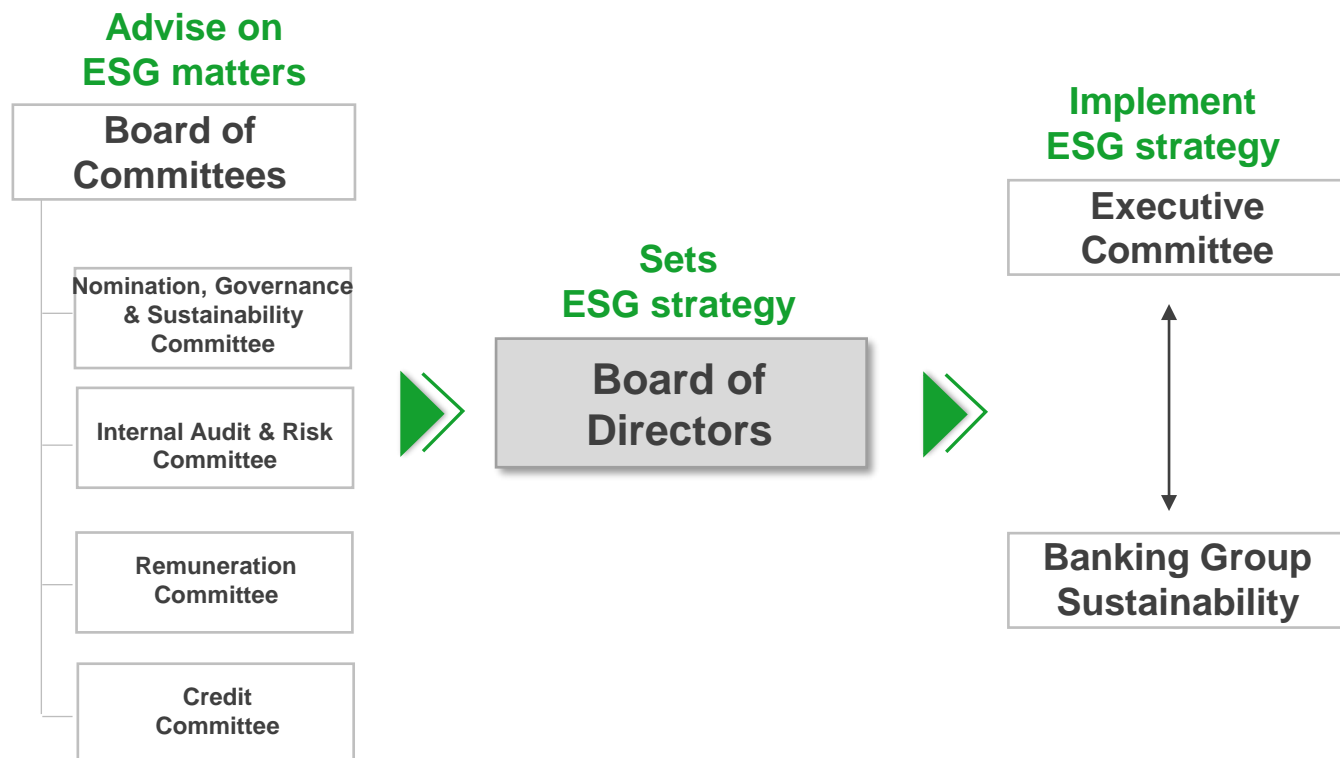 Advise on
ESG matters
Board of
Committees
Nomination, Governance
& Sustainability
Committee
Internal Audit & Risk
Committee
Remuneration
Committee
Credit
Committee
Sets
ESG strategy
Board of
Directors
Implement
ESG strategy
Executive
Committee
Banking Group
Sustainability